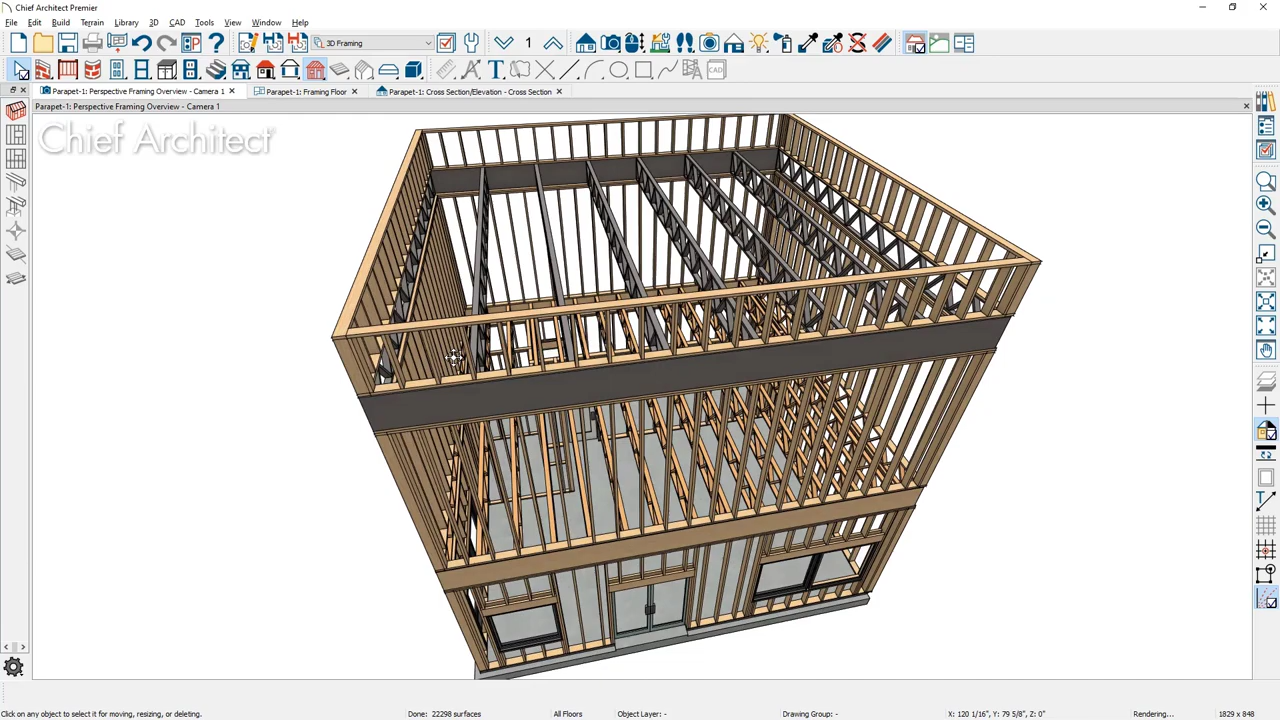 Chief Architect Premier
File Edit Build Terrain Library 3D CAD Tools View Window Help
3D Framing
1
CAD
Parapet-1: Perspective Framing Overview - Camera 1
Parapet-1: Framing Floor
Parapet-1: Cross Section/Elevation - Cross Section
Parapet-1: Perspective Framing Overview - Camera 1
Chief Architect
Click on any object to select it for moving, resizing, or deleting.
Done: 22298 surfaces
All Floors
Object Layer: -
Drawing Group: -
X: 120 1/16", Y: 79 5/8", Z: 0"
Rendering...
1829 x 848